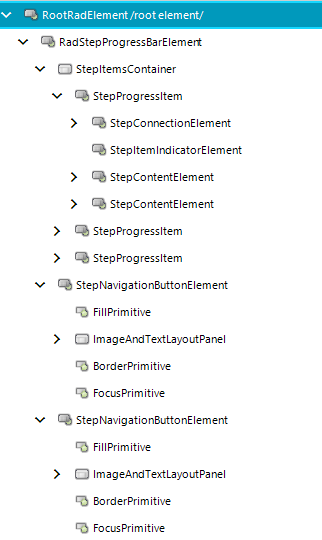 RootRadElement /root element/
RadStepProgressBarElement
StepItemsContainer
StepProgressItem
StepConnectionElement
StepItemIndicatorElement
StepContentElement
StepContentElement
StepProgressItem
StepProgressItem
StepNavigationButtonElement
FillPrimitive
ImageAndTextLayoutPanel
BorderPrimitive
FocusPrimitive
StepNavigationButtonElement
FillPrimitive
ImageAndTextLayoutPanel
BorderPrimitive
FocusPrimitive